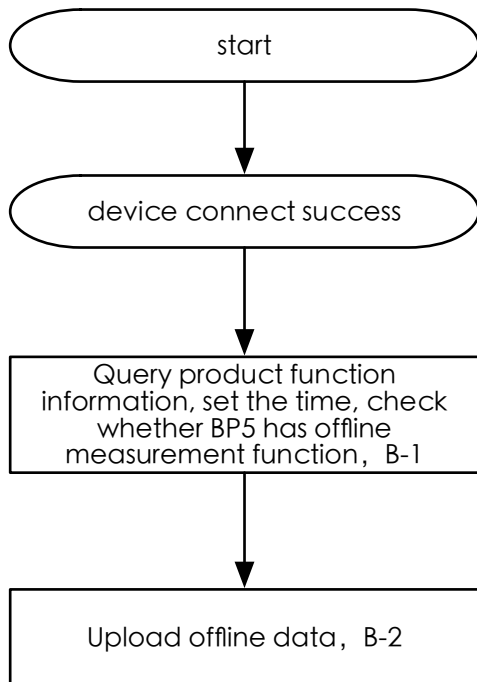 start
device connect success
Query product function
information, set the time, check
whether BP5 has offline
measurement function，B-1
Upload offline data，B-2